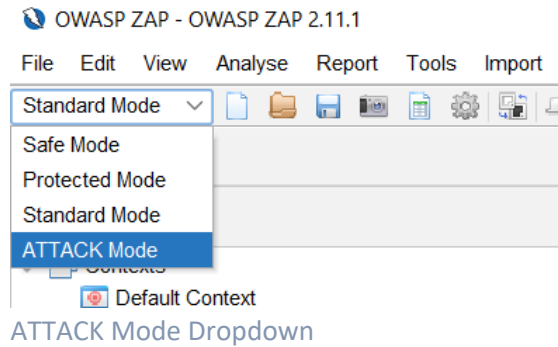 OWASP ZAP - OWASP ZAP 2.11.1
File Edit View Analyse Report Tools Import
Standard Mode
Safe Mode
Protected Mode
Standard Mode
ATTACK Mode
Contexts
Default Context
ATTACK Mode Dropdown